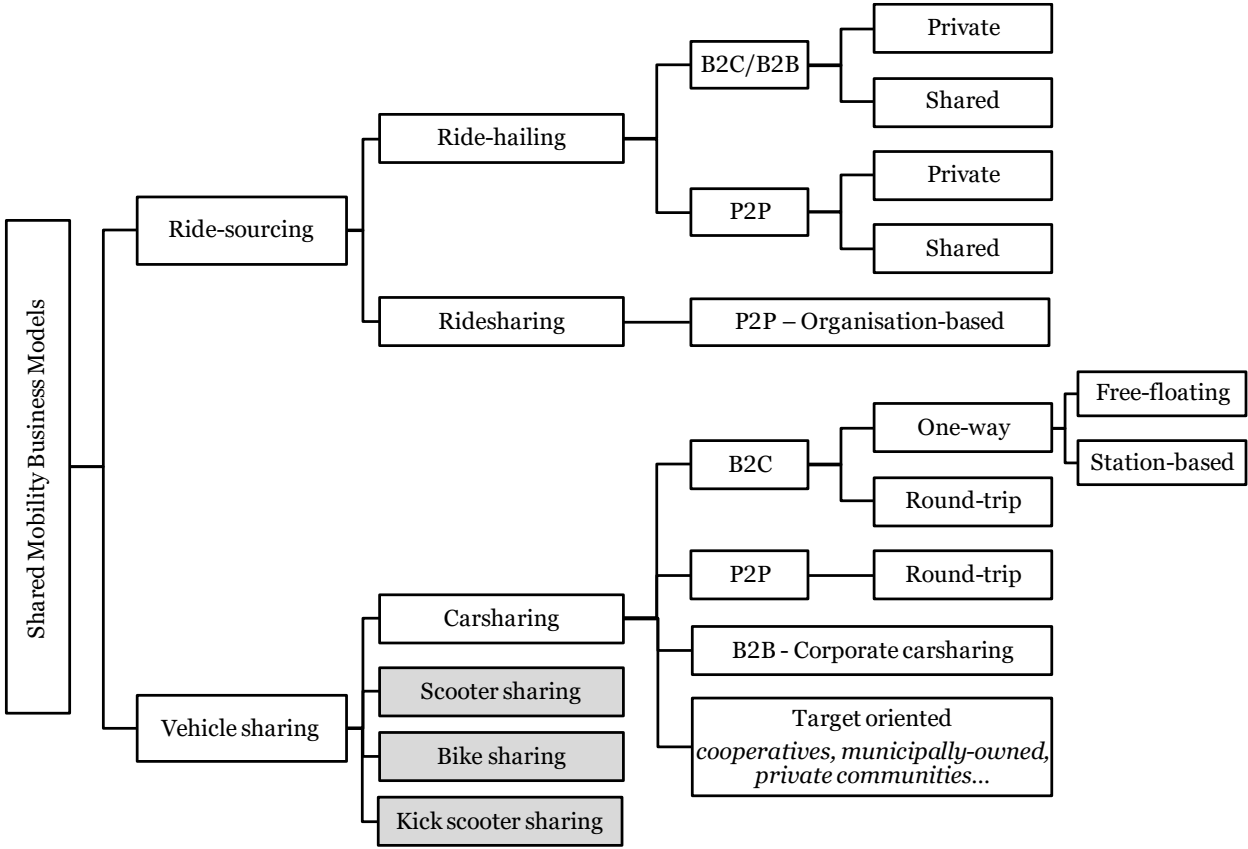 Shared Mobility Business Models
Ride-sourcing
Ride-hailing
B2C/B2B
Private
Shared
P2P
Private
Shared
Ridesharing
P2P – Organisation-based
Vehicle sharing
Carsharing
B2C
One-way
Free-floating
Station-based
Round-trip
P2P
Round-trip
B2B - Corporate carsharing
Target oriented
cooperatives, municipally-owned,
private communities...
Scooter sharing
Bike sharing
Kick scooter sharing